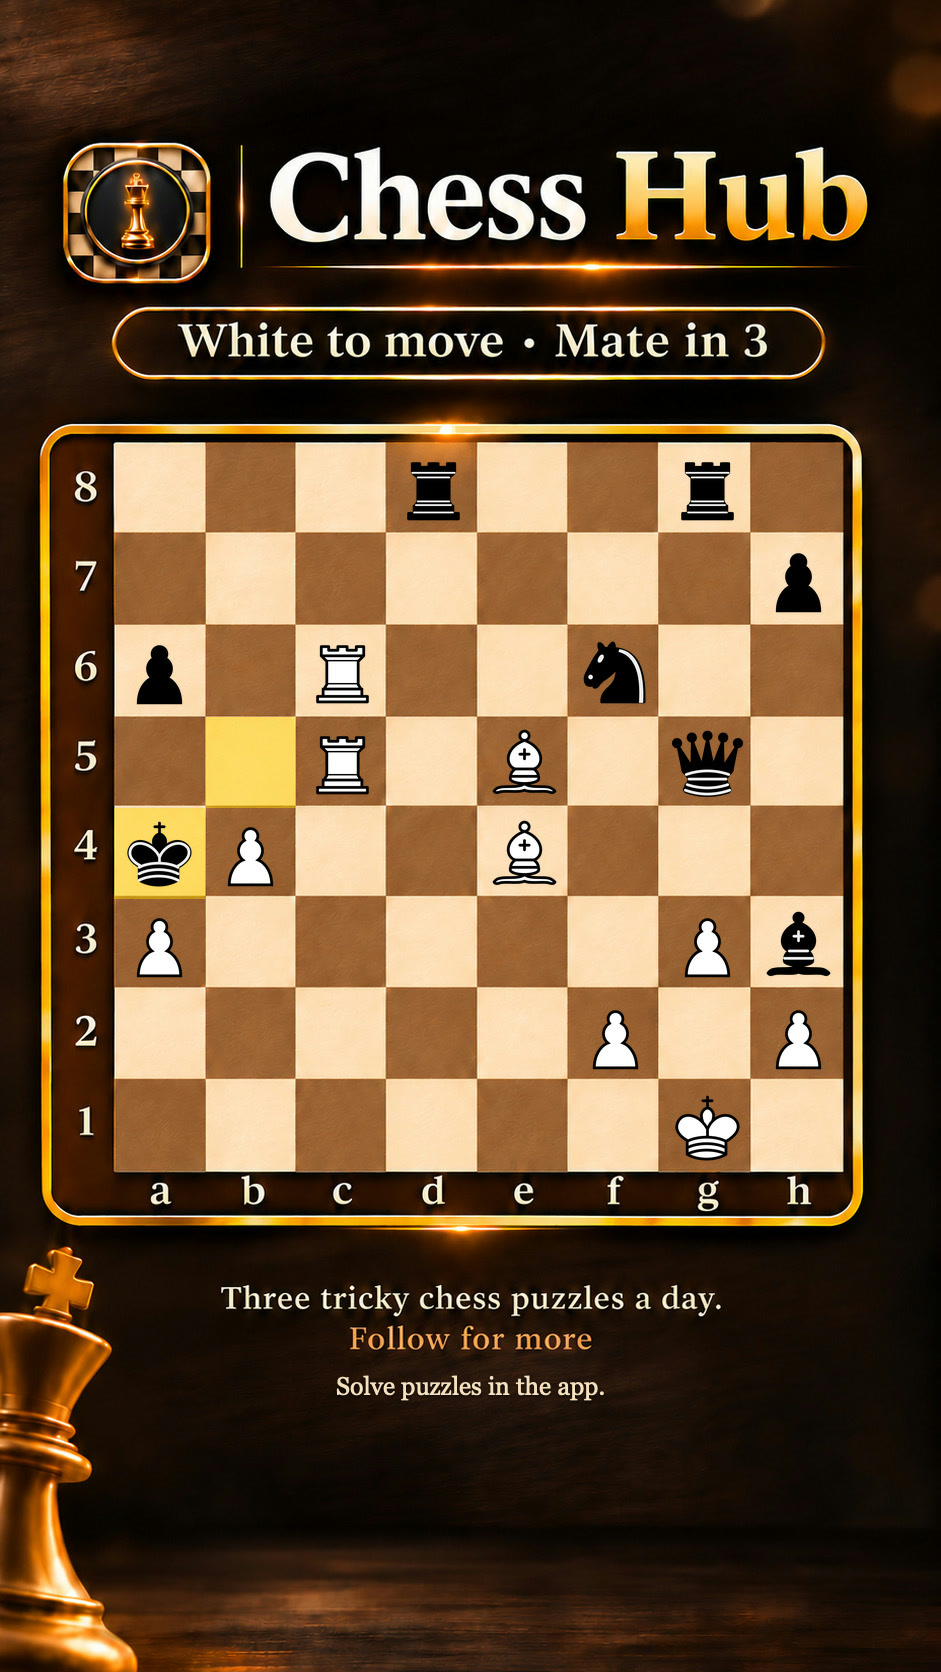 Chess Hub
White to move • Mate in 3
8
7
6
5
4
3
2
1
a b c d e f g h
Three tricky chess puzzles a day.
Follow for more
Solve puzzles in the app.